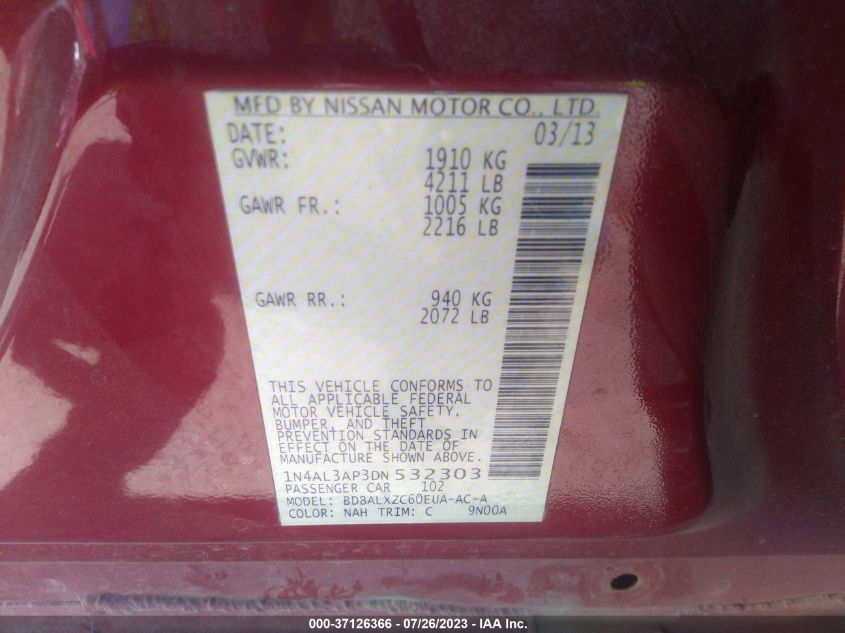 MFD BY NISSAN MOTOR CO., LTD.
DATE: 03/13
GVWR: 1910 KG
4211 LB
GAWR FR.: 1005 KG
2216 LB
GAWR RR.: 940 KG
2072 LB
THIS VEHICLE CONFORMS TO
ALL APPLICABLE FEDERAL
MOTOR VEHICLE SAFETY,
BUMPER, AND THEFT
PREVENTION STANDARDS IN
EFFECT ON THE DATE OF
MANUFACTURE SHOWN ABOVE.
1N4AL3AP3DN 532303
PASSENGER CAR 102
MODEL: BDBALXZC60EUA-AC-A
COLOR: NAH TRIM: C 9N00A
000-37126366 - 07/26/2023 - IAA Inc.